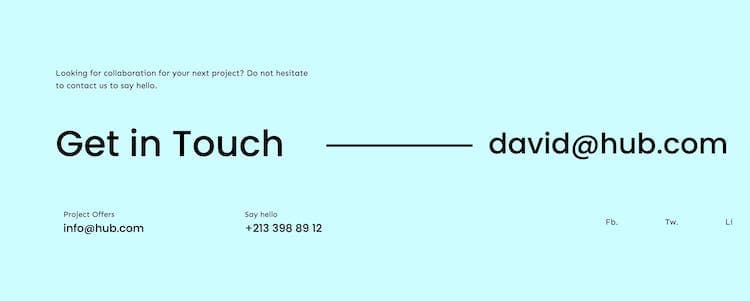 Looking for collaboration for your next project? Do not hesitate
to contact us to say hello.
Get in Touch
david@hub.com
Project Offers
info@hub.com
Say hello
+213 398 89 12
Fb.
Tw.
Li